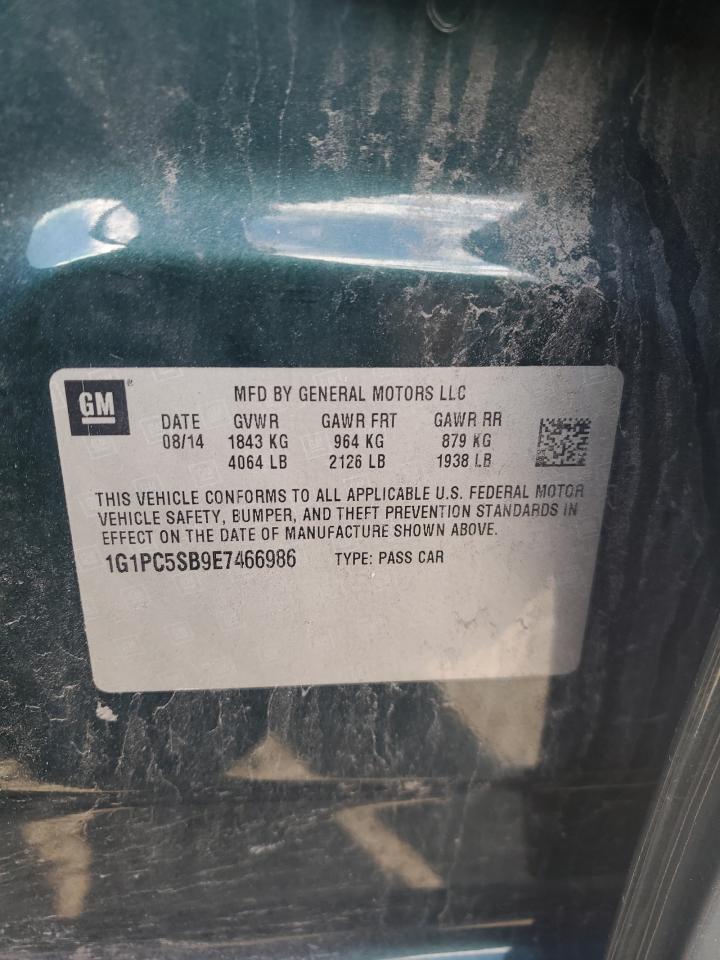 GM ®
MFD BY GENERAL MOTORS LLC
DATE GVWR GAWR FRT GAWR RR
08/14 1843 KG 964 KG 879 KG
4064 LB 2126 LB 1938 LB
THIS VEHICLE CONFORMS TO ALL APPLICABLE U.S. FEDERAL MOTOR
VEHICLE SAFETY, BUMPER, AND THEFT PREVENTION STANDARDS IN
EFFECT ON THE DATE OF MANUFACTURE SHOWN ABOVE.
1G1PC5SB9E7466986 TYPE: PASS CAR